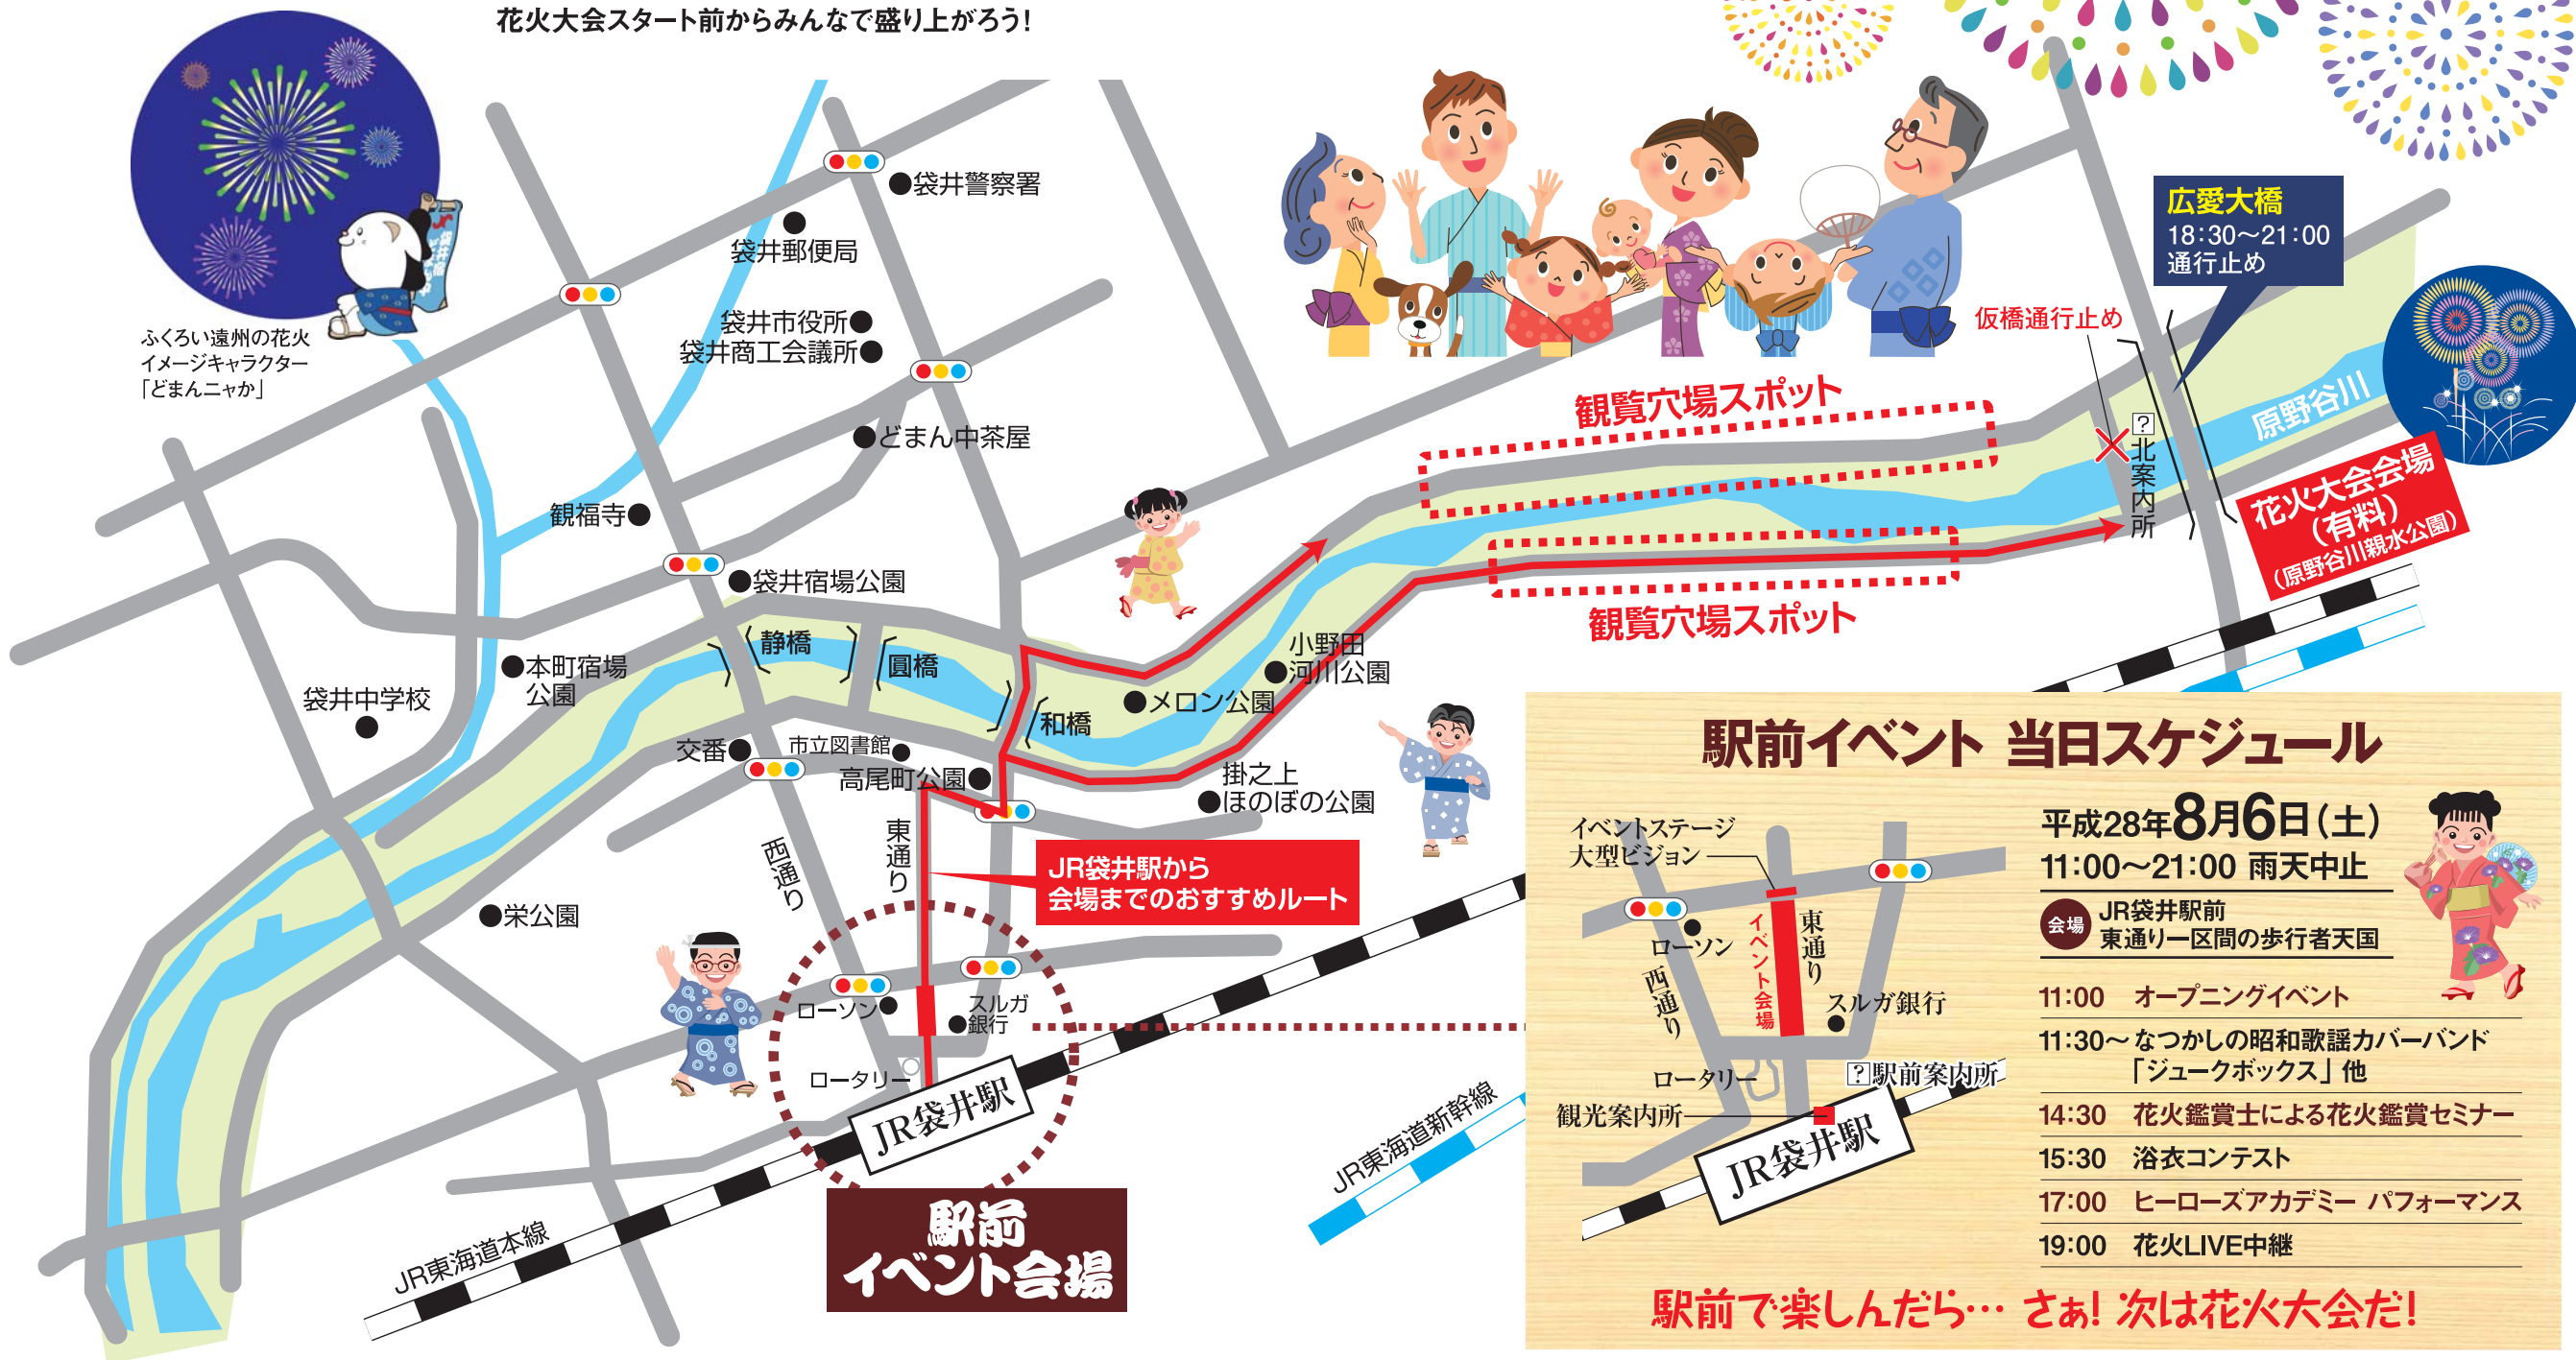 花火大会スタート前からみんなで盛り上がろう!
ふくろい遠州の花火
イメージキャラクター
「どまんニャか」
袋井警察署
袋井郵便局
袋井市役所
袋井商工会議所
どまん中茶屋
観福寺
袋井宿場公園
本町宿場
公園
袋井中学校
静橋
圓橋
和橋
交番
市立図書館
高尾町公園
メロン公園
小野田
河川公園
掛之上
ほのぼの公園
栄公園
西通り
東通り
JR袋井駅から
会場までのおすすめルート
ローソン
スルガ
銀行
ロータリー
JR袋井駅
駅前
イベント会場
JR東海道本線
JR東海道新幹線
観覧穴場スポット
観覧穴場スポット
広愛大橋
18:30〜21:00
通行止め
仮橋通行止め
?北案内所
原野谷川
花火大会会場
(有料)
(原野谷川親水公園)
駅前イベント 当日スケジュール
イベントステージ
大型ビジョン
ローソン
西通り
イベント会場
東通り
スルガ銀行
ロータリー
?駅前案内所
観光案内所
JR袋井駅
平成28年8月6日(土)
11:00〜21:00 雨天中止
会場
JR袋井駅前
東通り一区間の歩行者天国
11:00 オープニングイベント
11:30〜 なつかしの昭和歌謡カバーバンド
「ジュークボックス」他
14:30 花火鑑賞士による花火鑑賞セミナー
15:30 浴衣コンテスト
17:00 ヒーローズアカデミー パフォーマンス
19:00 花火LIVE中継
駅前で楽しんだら… さぁ! 次は花火大会だ!